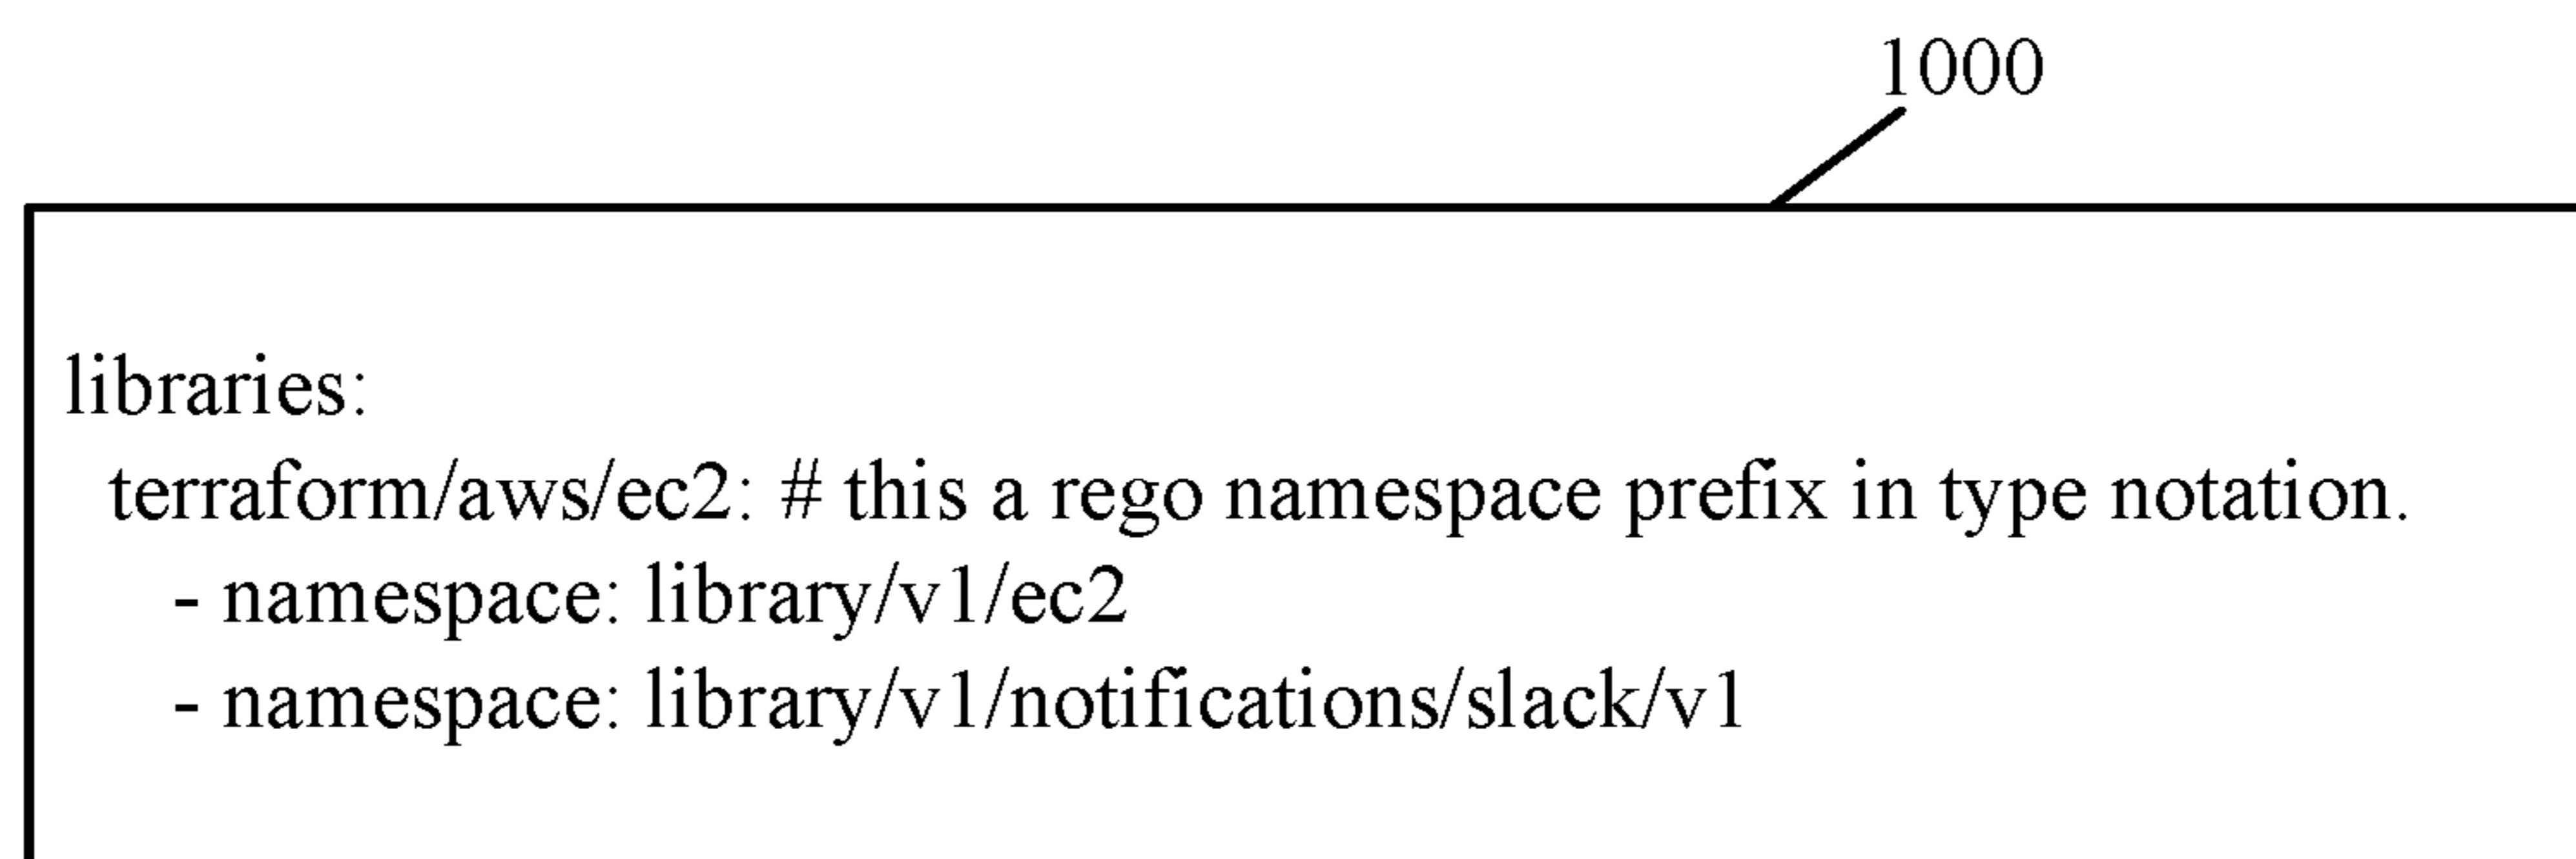 1000
libraries:
terraform/aws/ec2: # this a rego namespace prefix in type notation.
- namespace: library/v1/ec2
- namespace: library/v1/notifications/slack/v1